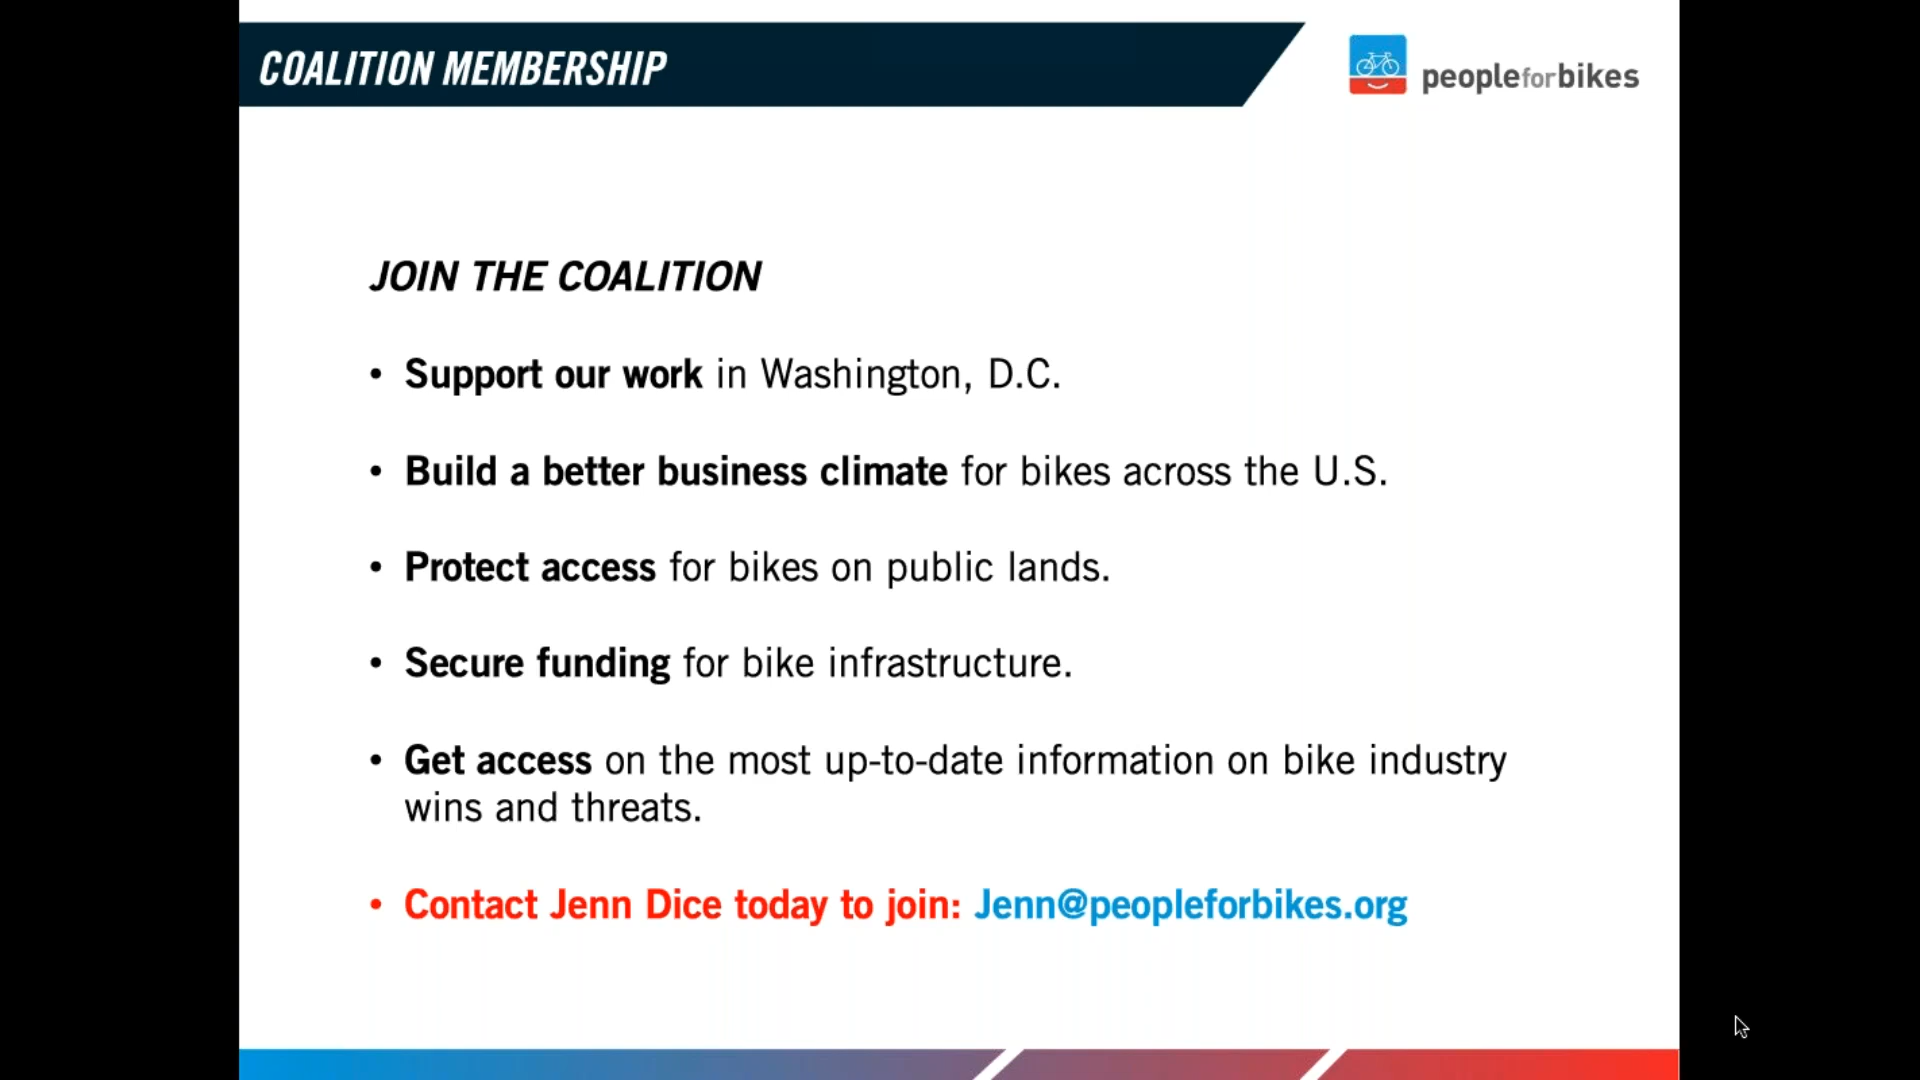 COALITION MEMBERSHIP
peopleforbikes
JOIN THE COALITION
• Support our work in Washington, D.C.
• Build a better business climate for bikes across the U.S.
• Protect access for bikes on public lands.
• Secure funding for bike infrastructure.
• Get access on the most up-to-date information on bike industry
wins and threats.
• Contact Jenn Dice today to join: Jenn@peopleforbikes.org